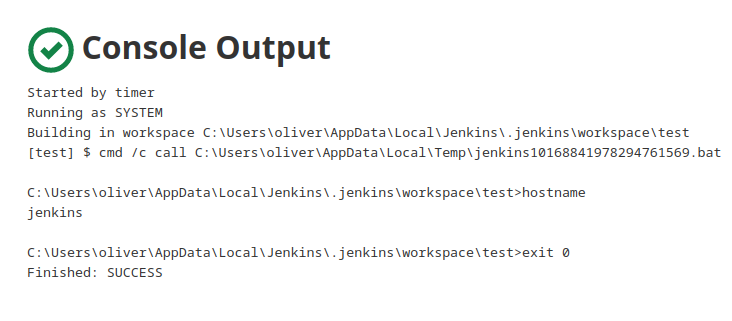 Console Output
Started by timer
Running as SYSTEM
Building in workspace C:\Users\oliver\AppData\Local\Jenkins\.jenkins\workspace\test
[test] $ cmd /c call C:\Users\oliver\AppData\Local\Temp\jenkins10168841978294761569.bat
C:\Users\oliver\AppData\Local\Jenkins\.jenkins\workspace\test>hostname
jenkins
C:\Users\oliver\AppData\Local\Jenkins\.jenkins\workspace\test>exit 0
Finished: SUCCESS